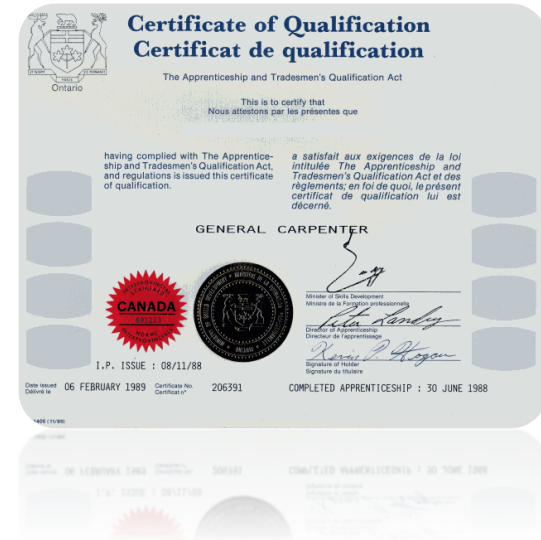 Certificate of Qualification
Certificat de qualification
Ontario
The Apprenticeship and Tradesmen's Qualification Act
This is to certify that
Nous attestons par les présentes que
having complied with The Apprentice-
ship and Tradesmen's Qualification Act,
and regulations is issued this certificate
of qualification.
a satisfait aux exigences de la loi
intitulée The Apprenticeship and
Tradesmen's Qualification Act et des
règlements; en foi de quoi, le présent
certificat de qualification lui est
décerné.
GENERAL CARPENTER
Minister of Skills Development
Ministre de la Formation professionnelle
CANADA
Peter Landry
Director of Apprenticeship
Directeur de l'apprentissage
Kevin P. Hogan
Signature of Holder
Signature du titulaire
I.P. ISSUE : 08/11/88
Date issued
Délivré le
06 FEBRUARY 1989
Certificate No.
Certificat n°
206391
COMPLETED APPRENTICESHIP : 30 JUNE 1988